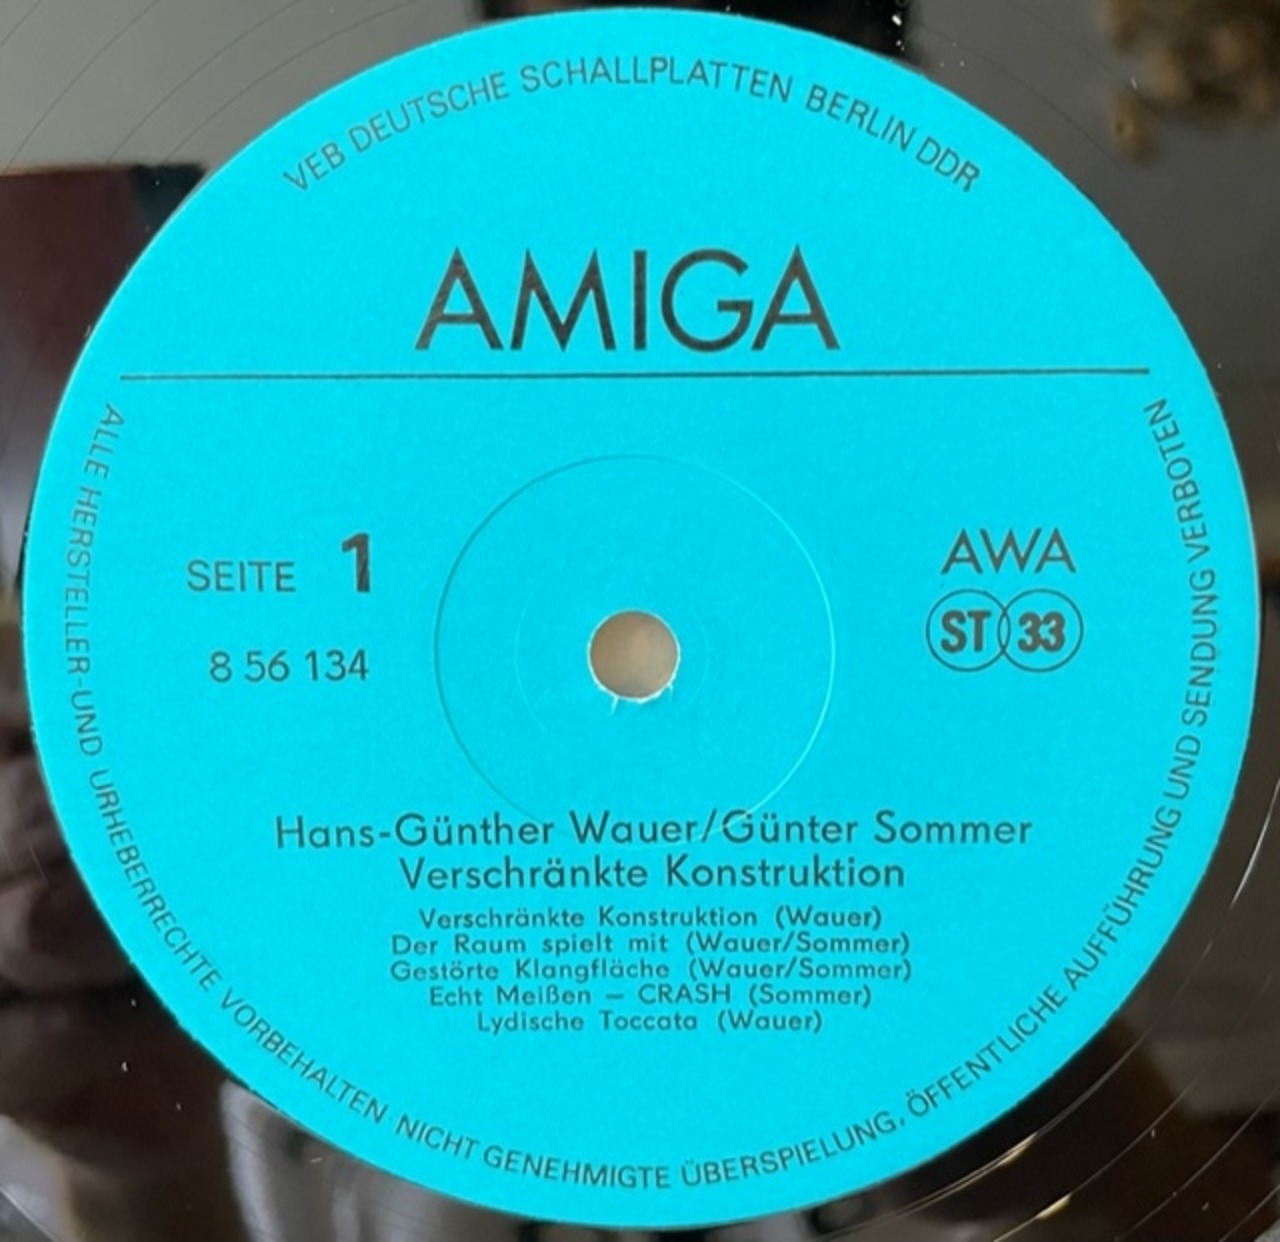 VEB DEUTSCHE SCHALLPLATTEN BERLIN DDR
AMIGA
SEITE 1
8 56 134
AWA
ST 33
Hans-Günther Wauer/Günter Sommer
Verschränkte Konstruktion
Verschränkte Konstruktion (Wauer)
Der Raum spielt mit (Wauer/Sommer)
Gestörte Klangfläche (Wauer/Sommer)
Echt Meißen – CRASH (Sommer)
Lydische Toccata (Wauer)
ALLE HERSTELLER-UND URHEBERRECHTE VORBEHALTEN · NICHT GENEHMIGTE ÜBERSPIELUNG, ÖFFENTLICHE AUFFÜHRUNG UND SENDUNG VERBOTEN